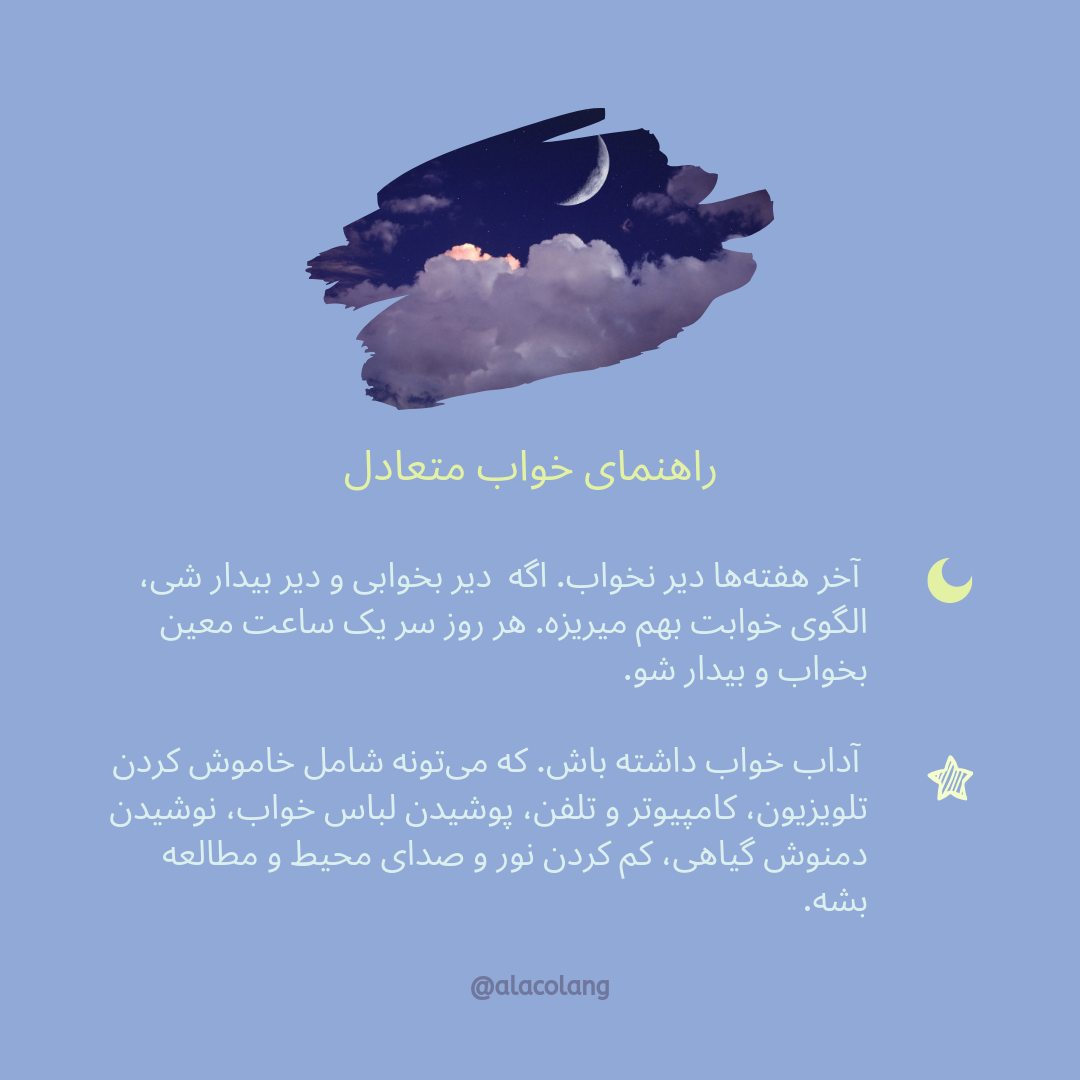 راهنمای خواب متعادل
آخر هفته‌ها دیر نخواب. اگه دیر بخوابی و دیر بیدار شی،
الگوی خوابت بهم میریزه. هر روز سر یک ساعت معین
بخواب و بیدار شو.
آداب خواب داشته باش. که می‌تونه شامل خاموش کردن
تلویزیون، کامپیوتر و تلفن، پوشیدن لباس خواب، نوشیدن
دمنوش گیاهی، کم کردن نور و صدای محیط و مطالعه
بشه.
@alacolang